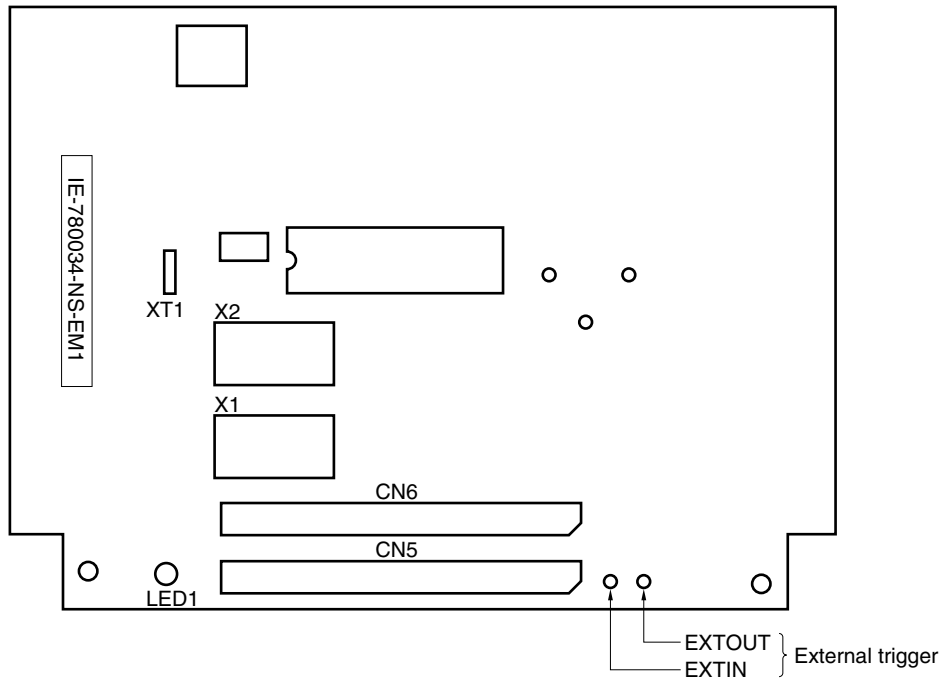 IE-780034-NS-EM1
XT1
X2
X1
CN6
CN5
LED1
EXTOUT
EXTIN
External trigger